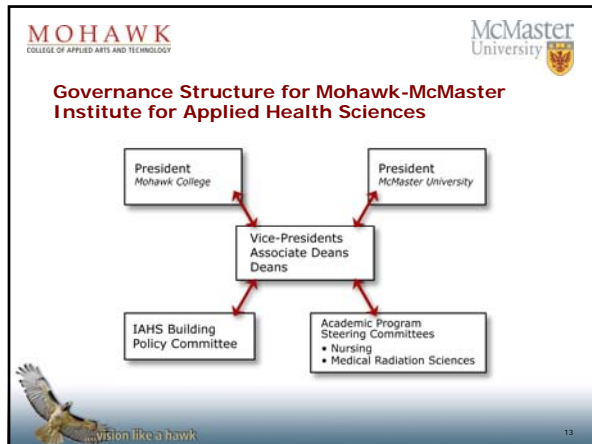 MOHAWK
COLLEGE OF APPLIED ARTS AND TECHNOLOGY
McMaster
University
Governance Structure for Mohawk-McMaster
Institute for Applied Health Sciences
President
Mohawk College
President
McMaster University
Vice-Presidents
Associate Deans
Deans
IAHS Building
Policy Committee
Academic Program
Steering Committees
• Nursing
• Medical Radiation Sciences
vision like a hawk
13